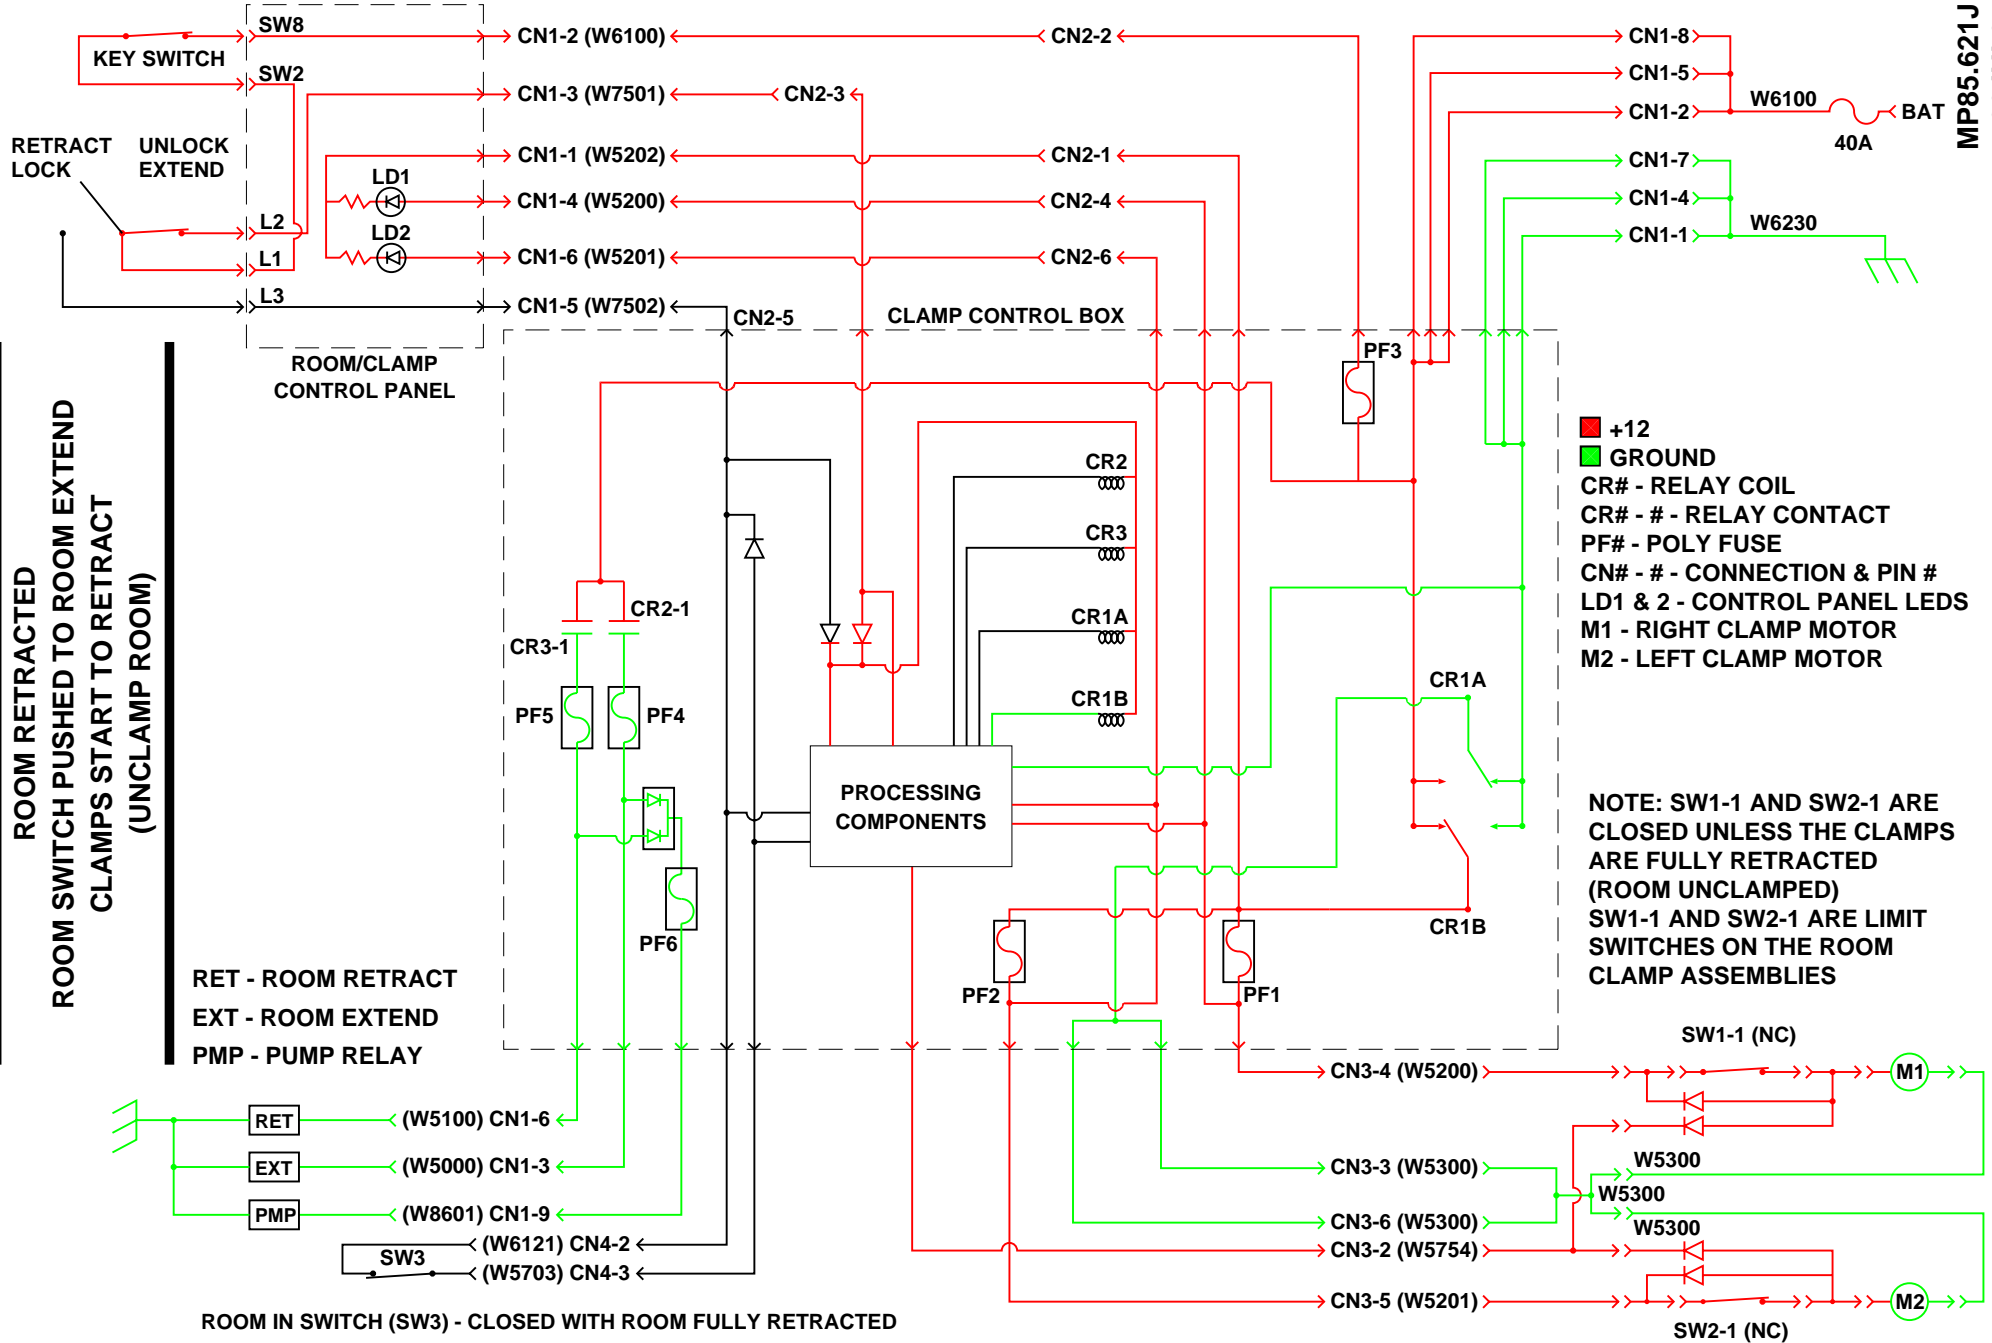 SW8
KEY SWITCH
SW2
RETRACT
LOCK
UNLOCK
EXTEND
L2
L1
L3
LD1
LD2
ROOM/CLAMP
CONTROL PANEL
CN1-2 (W6100)
CN1-3 (W7501)
CN1-1 (W5202)
CN1-4 (W5200)
CN1-6 (W5201)
CN1-5 (W7502)
CN2-2
CN2-3
CN2-1
CN2-4
CN2-6
CN2-5
CLAMP CONTROL BOX
CN1-8
CN1-5
CN1-2
W6100
BAT
40A
CN1-7
CN1-4
CN1-1
W6230
MP85.621J
ROOM RETRACTED
ROOM SWITCH PUSHED TO ROOM EXTEND
CLAMPS START TO RETRACT
(UNCLAMP ROOM)
PF3
CR2
CR3
CR1A
CR1B
CR2-1
CR3-1
PF5
PF4
PF6
PROCESSING
COMPONENTS
CR1A
CR1B
PF2
PF1
+12
GROUND
CR# - RELAY COIL
CR# - # - RELAY CONTACT
PF# - POLY FUSE
CN# - # - CONNECTION & PIN #
LD1 & 2 - CONTROL PANEL LEDS
M1 - RIGHT CLAMP MOTOR
M2 - LEFT CLAMP MOTOR
NOTE: SW1-1 AND SW2-1 ARE
CLOSED UNLESS THE CLAMPS
ARE FULLY RETRACTED
(ROOM UNCLAMPED)
SW1-1 AND SW2-1 ARE LIMIT
SWITCHES ON THE ROOM
CLAMP ASSEMBLIES
RET - ROOM RETRACT
EXT - ROOM EXTEND
PMP - PUMP RELAY
RET
(W5100) CN1-6
EXT
(W5000) CN1-3
PMP
(W8601) CN1-9
(W6121) CN4-2
SW3
(W5703) CN4-3
ROOM IN SWITCH (SW3) - CLOSED WITH ROOM FULLY RETRACTED
SW1-1 (NC)
CN3-4 (W5200)
M1
CN3-3 (W5300)
W5300
W5300
CN3-6 (W5300)
W5300
CN3-2 (W5754)
CN3-5 (W5201)
M2
SW2-1 (NC)